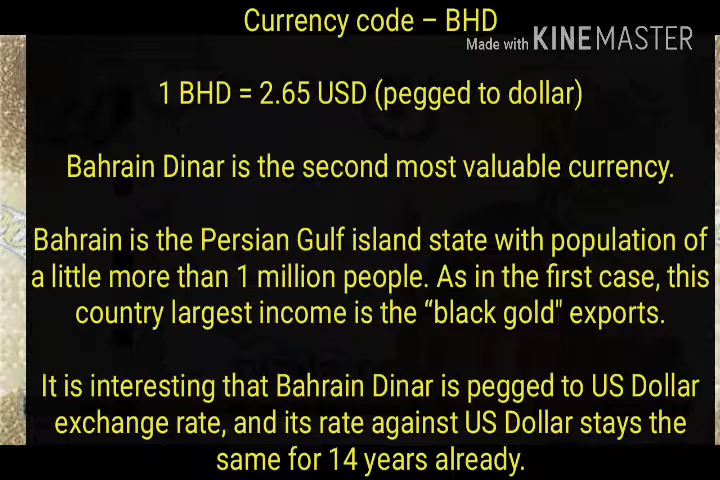 Currency code – BHD
Made with KINEMASTER
1 BHD = 2.65 USD (pegged to dollar)
Bahrain Dinar is the second most valuable currency.
Bahrain is the Persian Gulf island state with population of
a little more than 1 million people. As in the first case, this
country largest income is the “black gold" exports.
It is interesting that Bahrain Dinar is pegged to US Dollar
exchange rate, and its rate against US Dollar stays the
same for 14 years already.